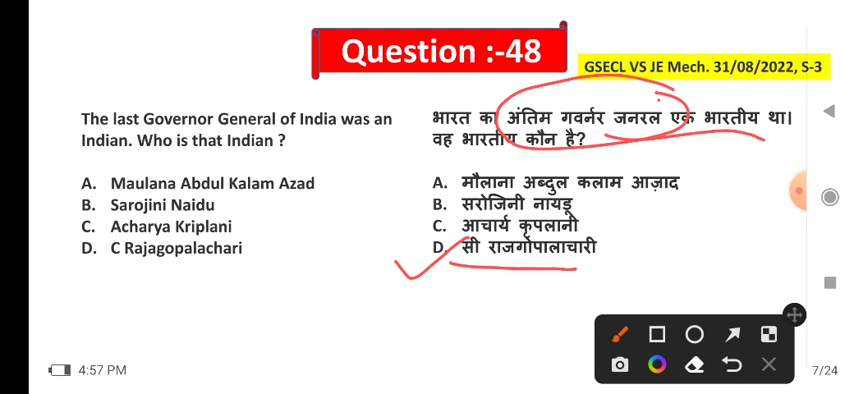 Question :-48
GSECL VS JE Mech. 31/08/2022, S-3
The last Governor General of India was an
Indian. Who is that Indian ?
A. Maulana Abdul Kalam Azad
B. Sarojini Naidu
C. Acharya Kriplani
D. C Rajagopalachari
भारत का अंतिम गवर्नर जनरल एक भारतीय था।
वह भारतीय कौन है?
A. मौलाना अब्दुल कलाम आज़ाद
B. सरोजिनी नायडू
C. आचार्य कृपलानी
D. सी राजगोपालाचारी
4:57 PM
7/24